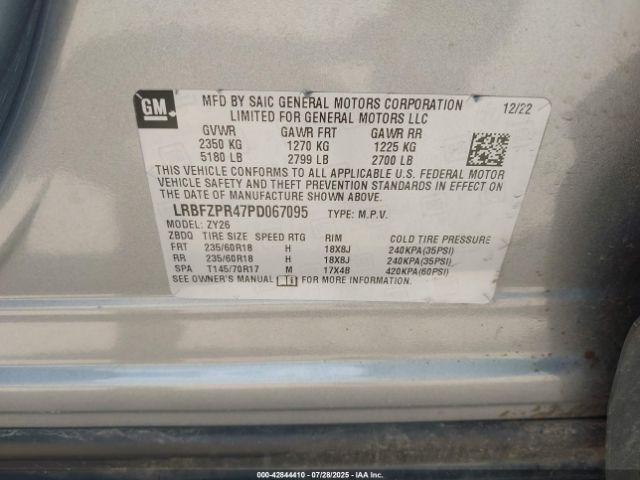 GM
MFD BY SAIC GENERAL MOTORS CORPORATION 12/22
LIMITED FOR GENERAL MOTORS LLC
GVWR GAWR FRT GAWR RR
2350 KG 1270 KG 1225 KG
5180 LB 2799 LB 2700 LB
THIS VEHICLE CONFORMS TO ALL APPLICABLE U.S. FEDERAL MOTOR
VEHICLE SAFETY AND THEFT PREVENTION STANDARDS IN EFFECT ON
THE DATE OF MANUFACTURE SHOWN ABOVE.
LRBFZPR47PD067095 TYPE: M.P.V.
MODEL: ZY26
ZBDQ TIRE SIZE SPEED RTG RIM COLD TIRE PRESSURE
FRT 235/60R18 H 18X8J 240KPA(35PSI)
RR 235/60R18 H 18X8J 240KPA(35PSI)
SPA T145/70R17 M 17X4B 420KPA(60PSI)
SEE OWNER'S MANUAL i FOR MORE INFORMATION.
000-42844410 | 07/28/2025 - IAA Inc.